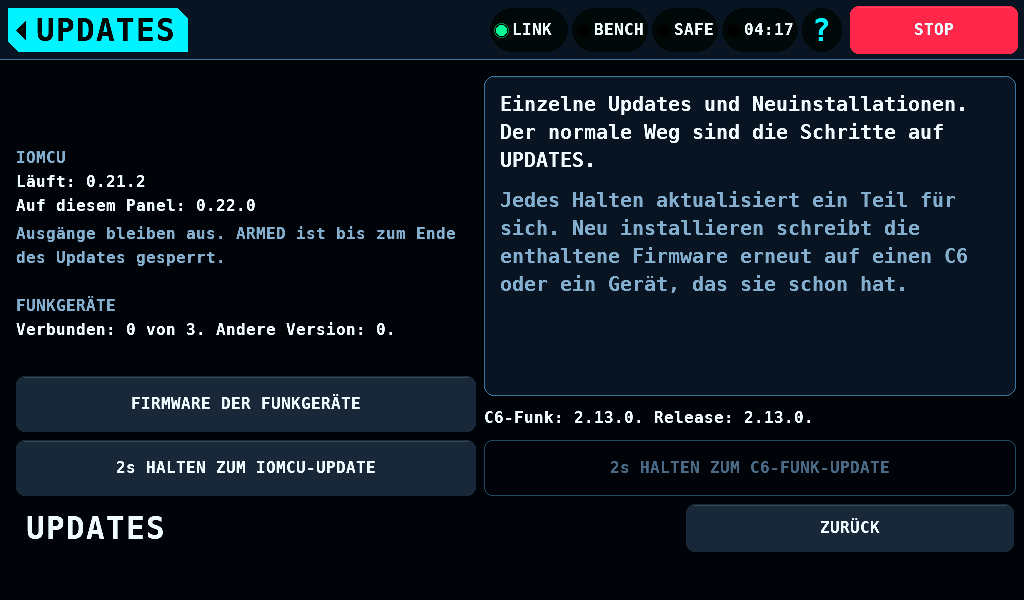 UPDATES
LINK
BENCH
SAFE
04:17
?
STOP
IOMCU
Läuft: 0.21.2
Auf diesem Panel: 0.22.0
Ausgänge bleiben aus. ARMED ist bis zum Ende
des Updates gesperrt.
FUNKGERÄTE
Verbunden: 0 von 3. Andere Version: 0.
FIRMWARE DER FUNKGERÄTE
2s HALTEN ZUM IOMCU-UPDATE
Einzelne Updates und Neuinstallationen.
Der normale Weg sind die Schritte auf
UPDATES.
Jedes Halten aktualisiert ein Teil für
sich. Neu installieren schreibt die
enthaltene Firmware erneut auf einen C6
oder ein Gerät, das sie schon hat.
C6-Funk: 2.13.0. Release: 2.13.0.
2s HALTEN ZUM C6-FUNK-UPDATE
UPDATES
ZURÜCK